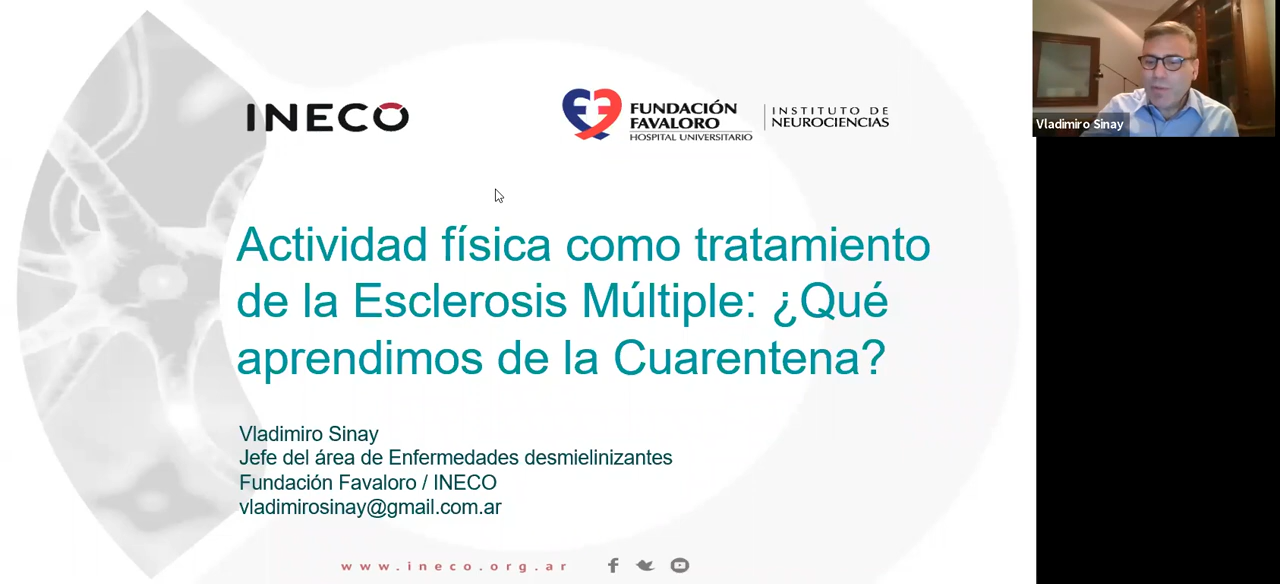 INECO
FUNDACIÓN
FAVALORO
HOSPITAL UNIVERSITARIO
INSTITUTO DE
NEUROCIENCIAS
Vladimiro Sinay
Actividad física como tratamiento
de la Esclerosis Múltiple: ¿Qué
aprendimos de la Cuarentena?
Vladimiro Sinay
Jefe del área de Enfermedades desmielinizantes
Fundación Favaloro / INECO
vladimirosinay@gmail.com.ar
www.ineco.org.ar